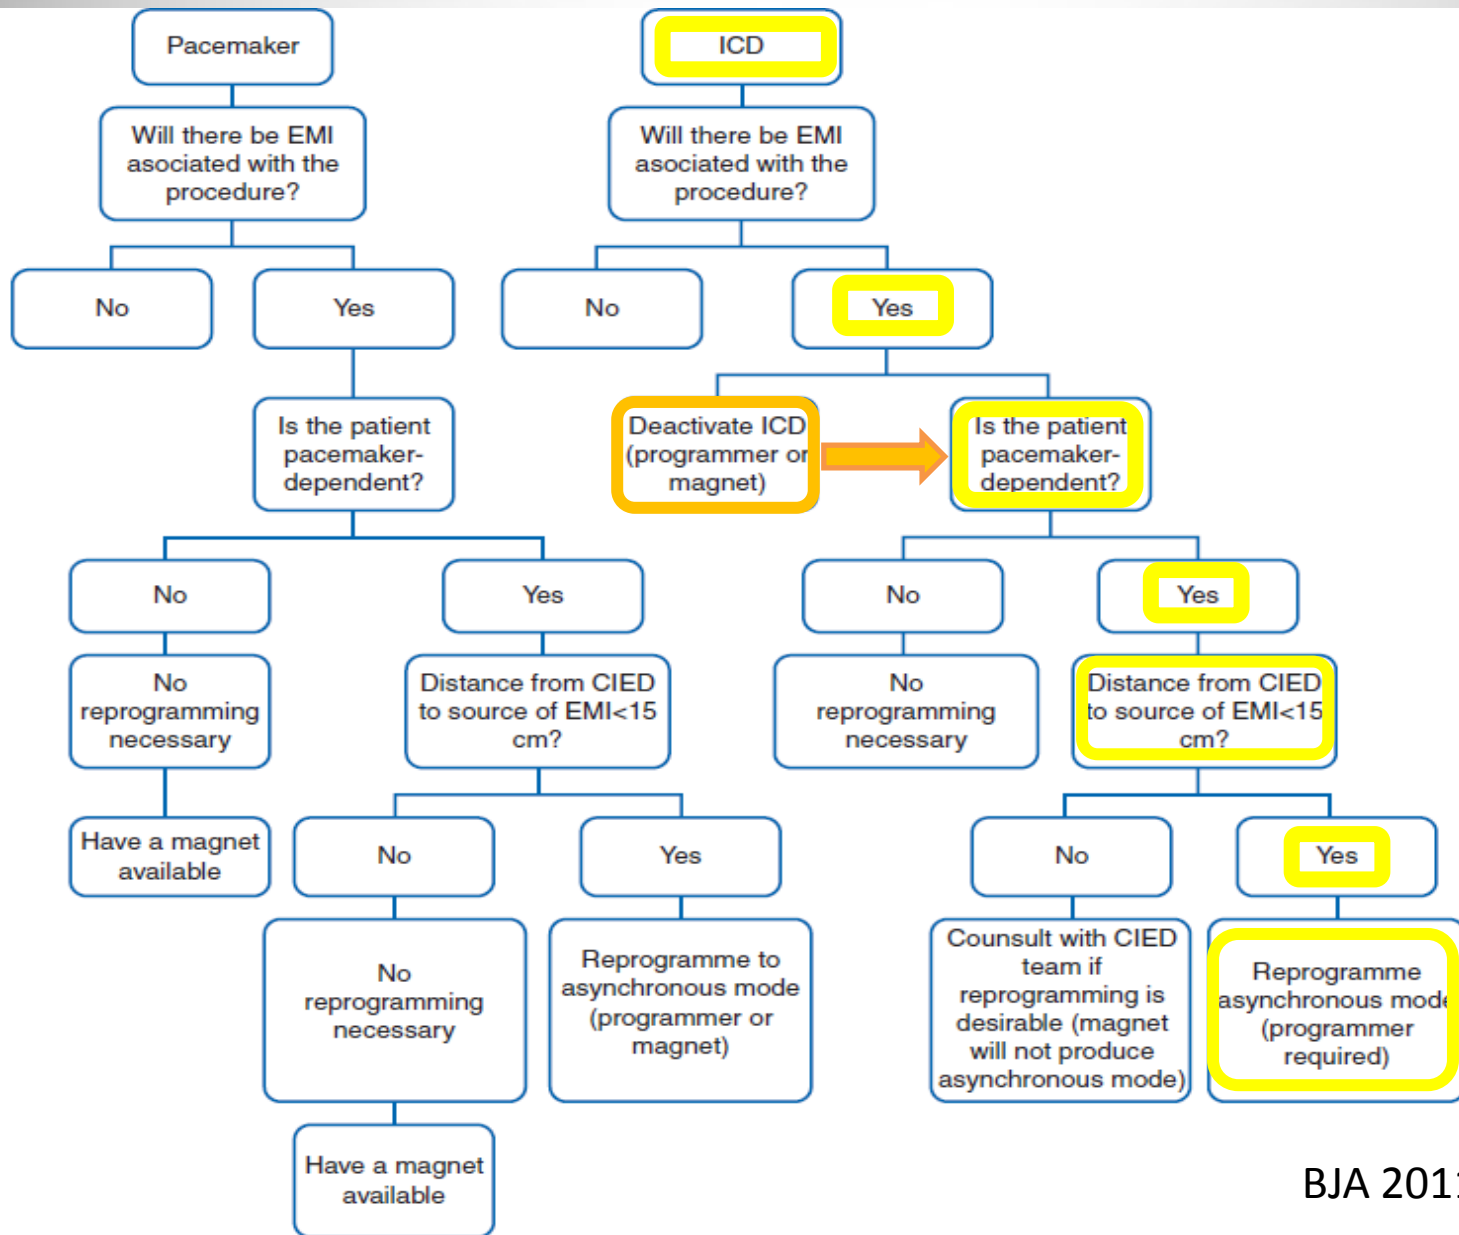 Pacemaker
ICD
Will there be EMI
asociated with the
procedure?
Will there be EMI
asociated with the
procedure?
No
Yes
No
Yes
Is the patient
pacemaker-
dependent?
Deactivate ICD
(programmer or
magnet)
Is the patient
pacemaker-
dependent?
No
Yes
No
Yes
No
reprogramming
necessary
Distance from CIED
to source of EMI<15
cm?
No
reprogramming
necessary
Distance from CIED
to source of EMI<15
cm?
Have a magnet
available
No
Yes
No
Yes
No
reprogramming
necessary
Reprogramme to
asynchronous mode
(programmer or
magnet)
Counsult with CIED
team if
reprogramming is
desirable (magnet
will not produce
asynchronous mode)
Reprogramme
asynchronous mode
(programmer
required)
Have a magnet
available
BJA 2011